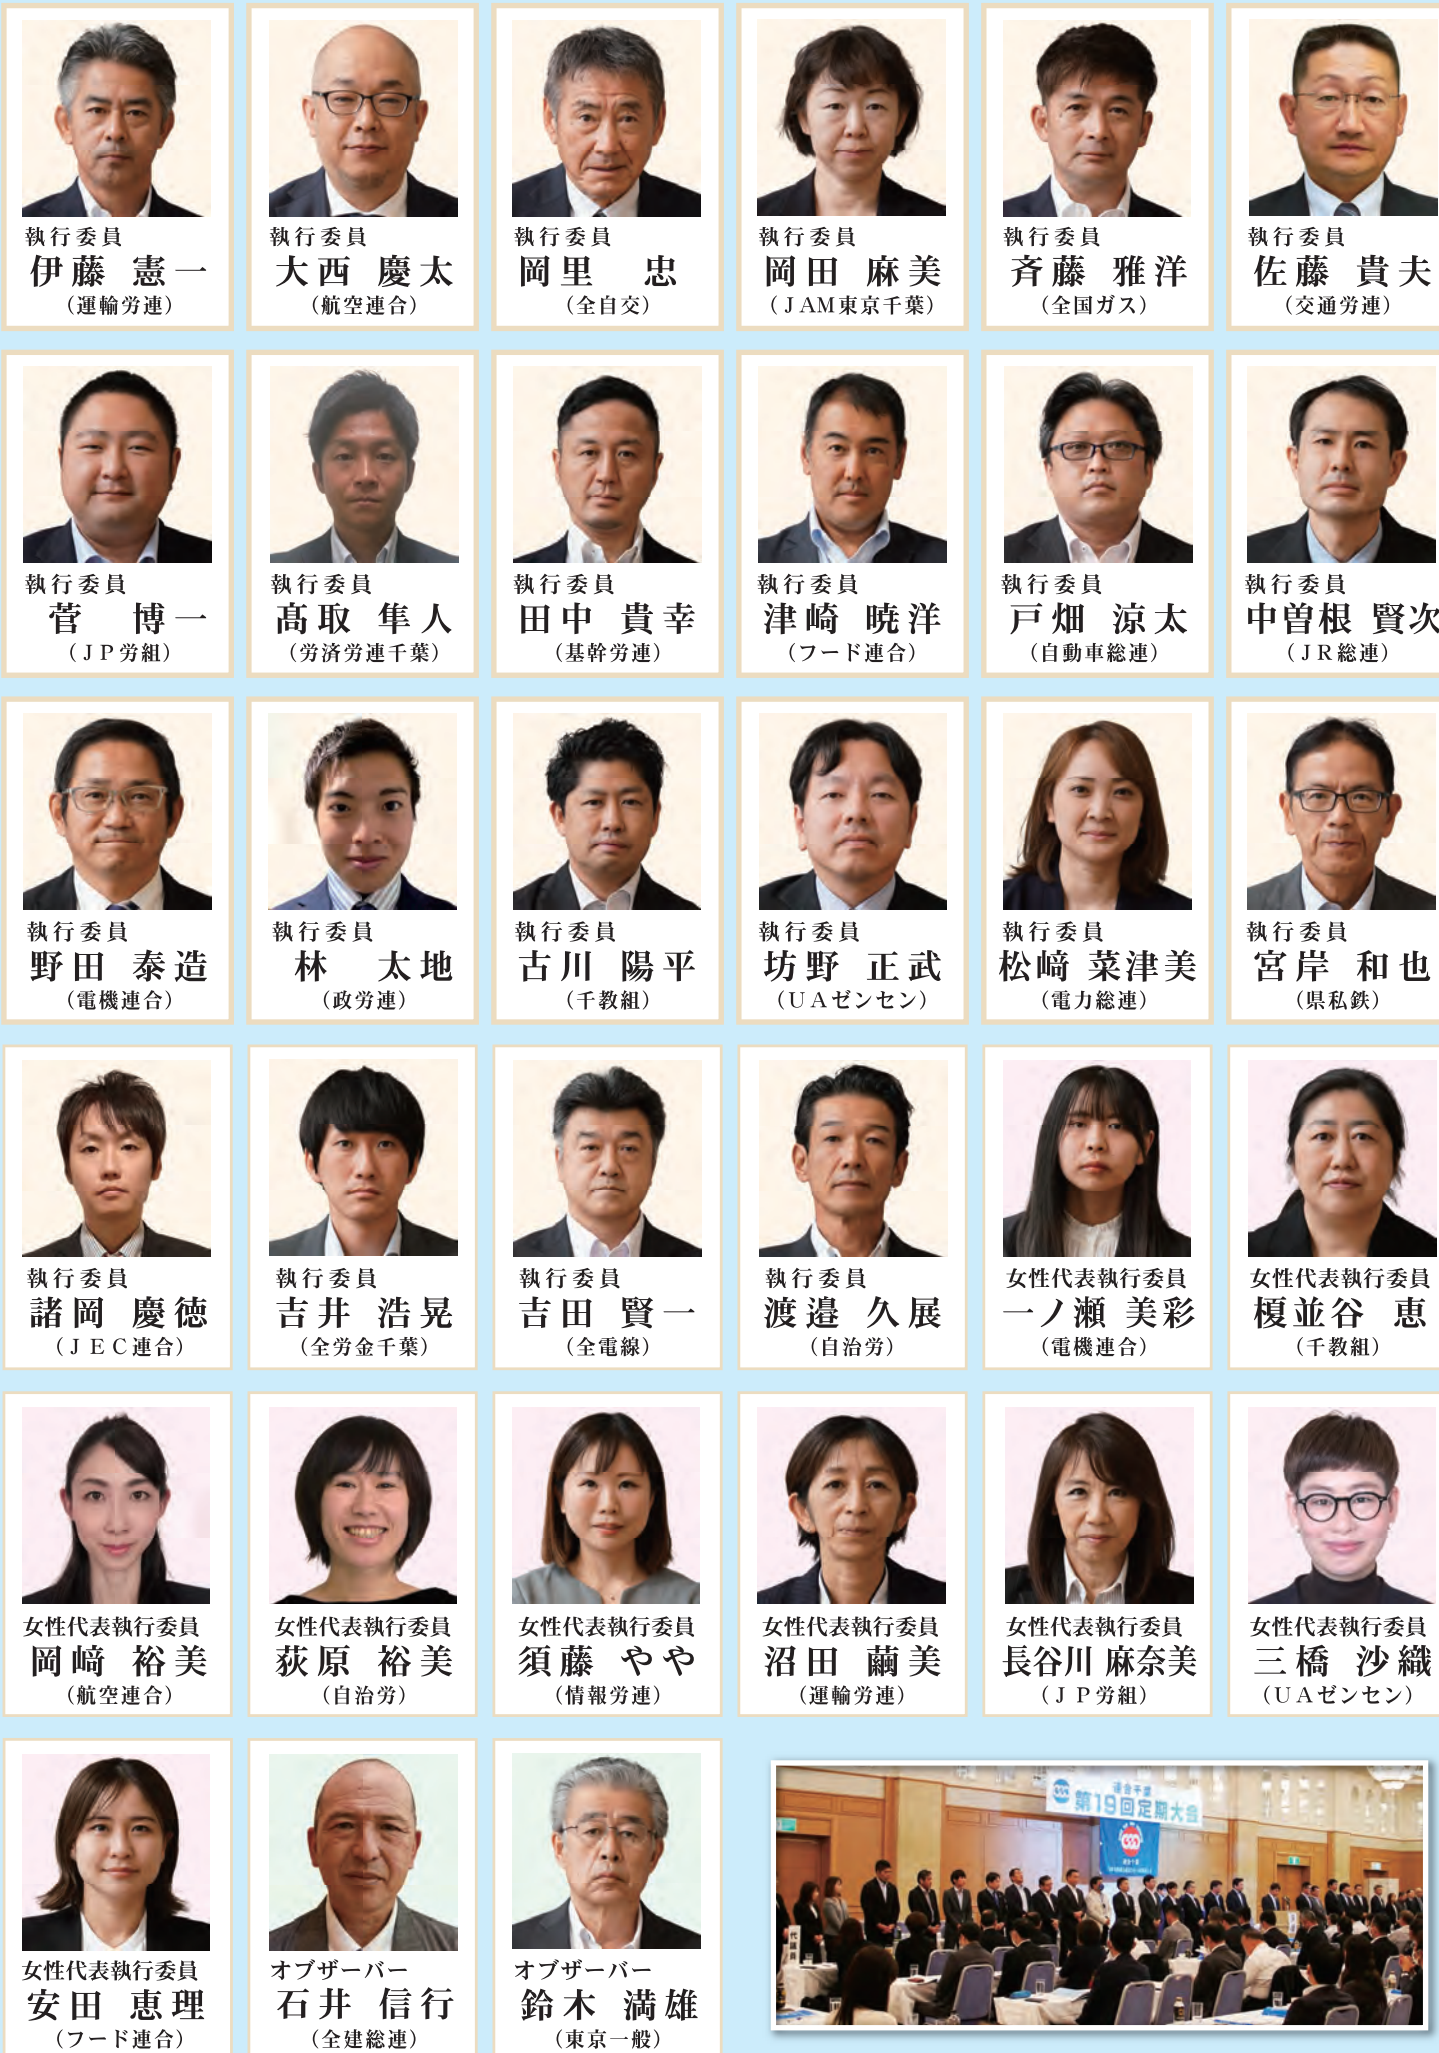 執行委員
伊藤 憲一
（運輸労連）
執行委員
大西 慶太
（航空連合）
執行委員
岡里 忠
（全自交）
執行委員
岡田 麻美
（JAM東京千葉）
執行委員
斉藤 雅洋
（全国ガス）
執行委員
佐藤 貴夫
（交通労連）
執行委員
菅 博一
（JP労組）
執行委員
髙取 隼人
（労済労連千葉）
執行委員
田中 貴幸
（基幹労連）
執行委員
津崎 暁洋
（フード連合）
執行委員
戸畑 涼太
（自動車総連）
執行委員
中曽根 賢次
（JR総連）
執行委員
野田 泰造
（電機連合）
執行委員
林 太地
（政労連）
執行委員
古川 陽平
（千教組）
執行委員
坊野 正武
（UAゼンセン）
執行委員
松﨑 菜津美
（電力総連）
執行委員
宮岸 和也
（県私鉄）
執行委員
諸岡 慶徳
（JEC連合）
執行委員
吉井 浩晃
（全労金千葉）
執行委員
吉田 賢一
（全電線）
執行委員
渡邉 久展
（自治労）
女性代表執行委員
一ノ瀬 美彩
（電機連合）
女性代表執行委員
榎並谷 恵
（千教組）
女性代表執行委員
岡﨑 裕美
（航空連合）
女性代表執行委員
荻原 裕美
（自治労）
女性代表執行委員
須藤 やや
（情報労連）
女性代表執行委員
沼田 繭美
（運輸労連）
女性代表執行委員
長谷川 麻奈美
（JP労組）
女性代表執行委員
三橋 沙織
（UAゼンセン）
女性代表執行委員
安田 恵理
（フード連合）
オブザーバー
石井 信行
（全建総連）
オブザーバー
鈴木 満雄
（東京一般）
連合千葉
第19回定期大会